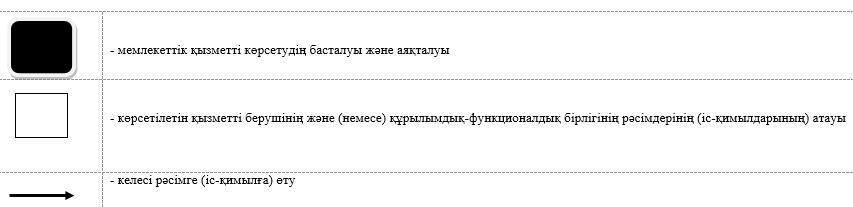 - мемлекеттік қызметті көрсетудің басталуы және аяқталуы
- көрсетілетін қызметті берушінің және (немесе) құрылымдық-функционалдық бірлігінің рәсімдерінің (іс-қимылдарының) атауы
- келесі рәсімге (іс-қимылға) өту